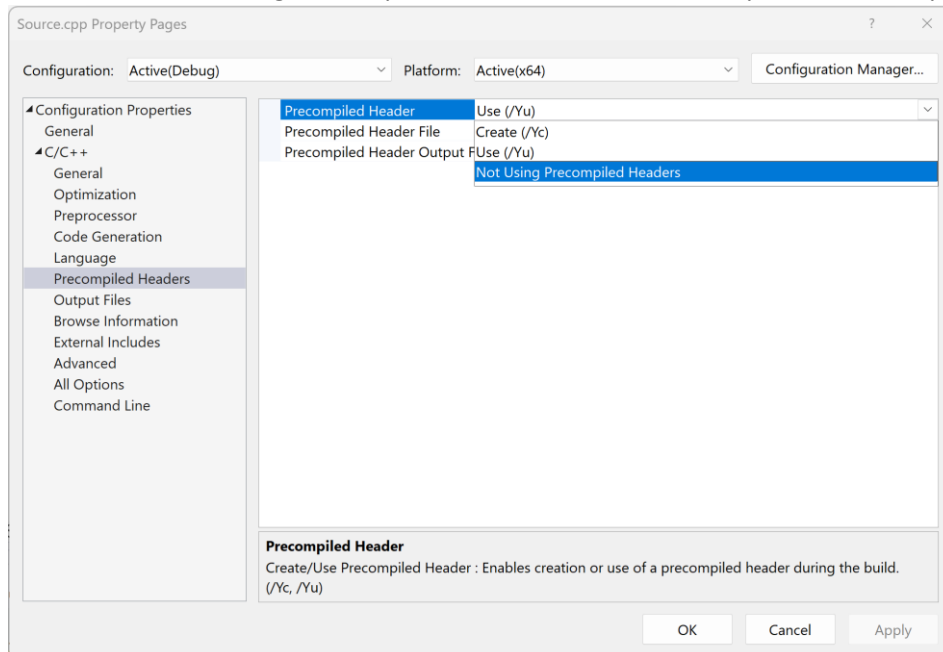 Source.cpp Property Pages ? ×
Configuration: Active(Debug) Platform: Active(x64) Configuration Manager...
Configuration Properties
General
C/C++
General
Optimization
Preprocessor
Code Generation
Language
Precompiled Headers
Output Files
Browse Information
External Includes
Advanced
All Options
Command Line
Precompiled Header Use (/Yu)
Precompiled Header File Create (/Yc)
Precompiled Header Output F Use (/Yu)
Not Using Precompiled Headers
Precompiled Header
Create/Use Precompiled Header : Enables creation or use of a precompiled header during the build.
(/Yc, /Yu)
OK Cancel Apply